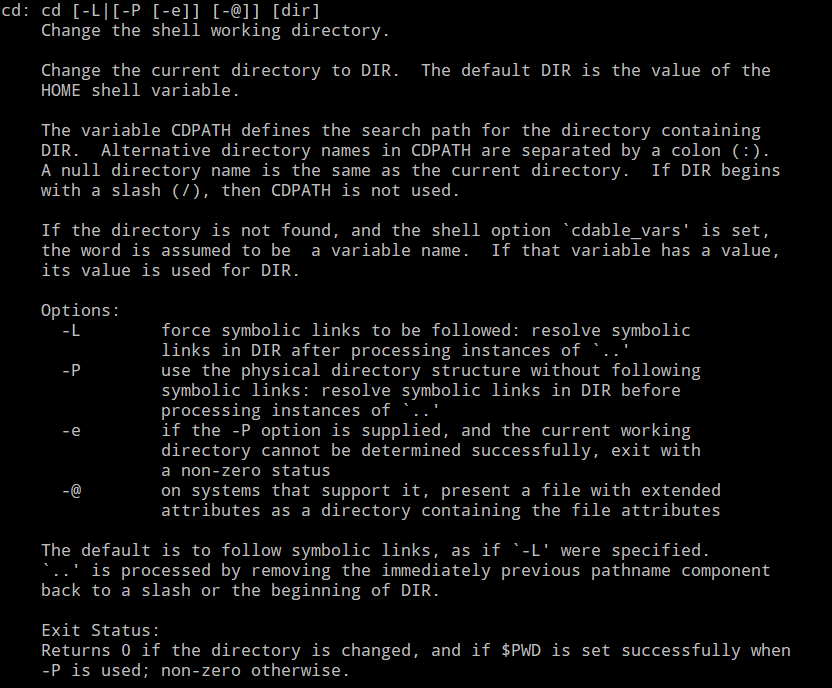 cd: cd [-L|[-P [-e]] [-@]] [dir]
    Change the shell working directory.

    Change the current directory to DIR.  The default DIR is the value of the
    HOME shell variable.

    The variable CDPATH defines the search path for the directory containing
    DIR.  Alternative directory names in CDPATH are separated by a colon (:).
    A null directory name is the same as the current directory.  If DIR begins
    with a slash (/), then CDPATH is not used.

    If the directory is not found, and the shell option `cdable_vars' is set,
    the word is assumed to be  a variable name.  If that variable has a value,
    its value is used for DIR.

    Options:
      -L        force symbolic links to be followed: resolve symbolic
                links in DIR after processing instances of `..'
      -P        use the physical directory structure without following
                symbolic links: resolve symbolic links in DIR before
                processing instances of `..'
      -e        if the -P option is supplied, and the current working
                directory cannot be determined successfully, exit with
                a non-zero status
      -@        on systems that support it, present a file with extended
                attributes as a directory containing the file attributes

    The default is to follow symbolic links, as if `-L' were specified.
    `..' is processed by removing the immediately previous pathname component
    back to a slash or the beginning of DIR.

    Exit Status:
    Returns 0 if the directory is changed, and if $PWD is set successfully when
    -P is used; non-zero otherwise.